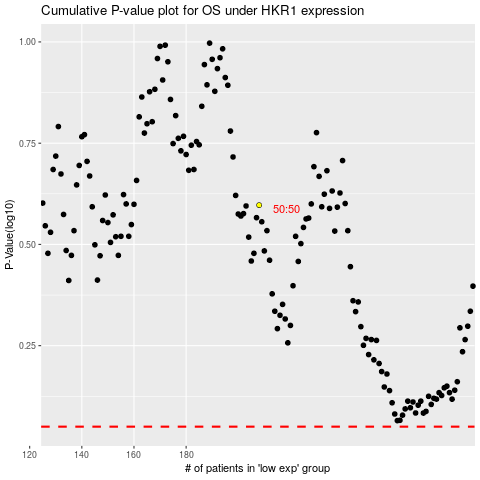 Cumulative P-value plot for OS under HKR1 expression
P-Value(log10)
1.00
0.75
0.50
0.25
50:50
120 140 160 180
# of patients in 'low exp' group